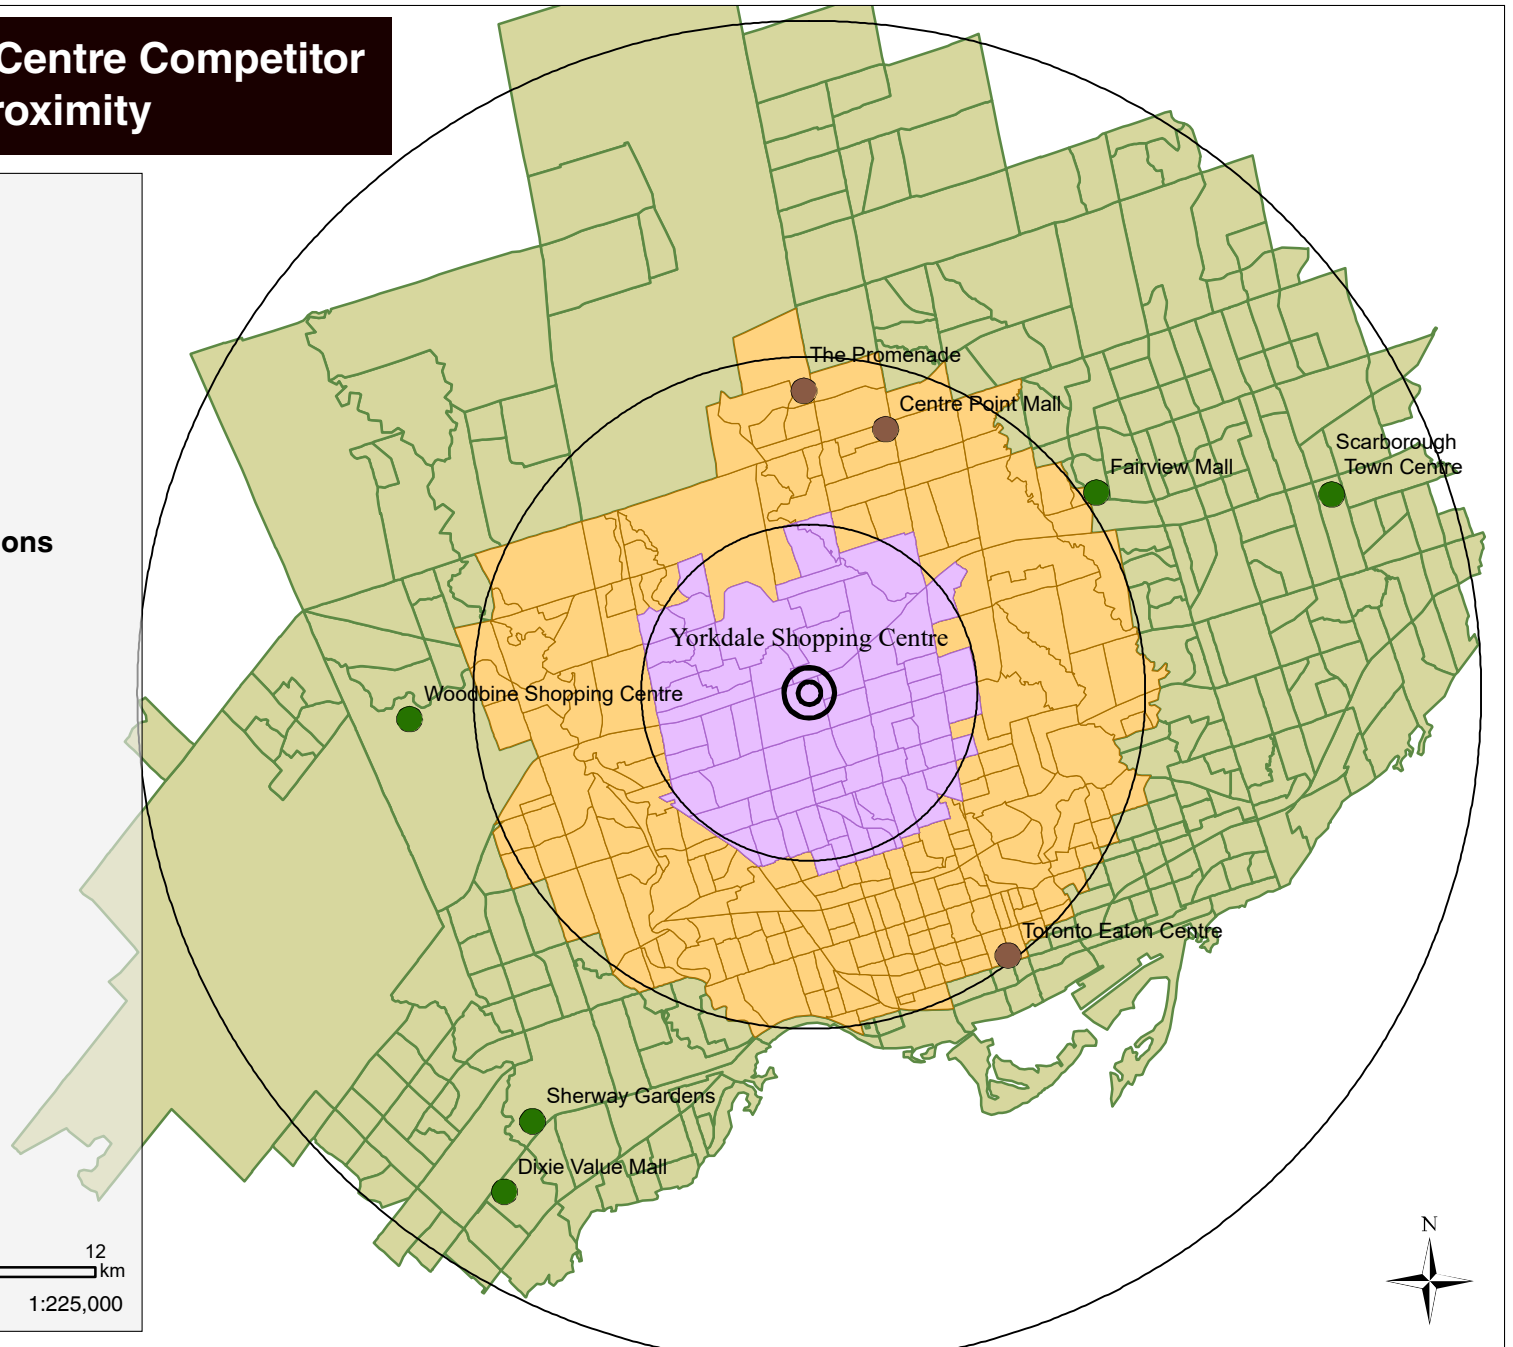 Centre Competitor
roximity
ons
The Promenade
Centre Point Mall
Fairview Mall
Scarborough
Town Centre
Yorkdale Shopping Centre
Woodbine Shopping Centre
Toronto Eaton Centre
Sherway Gardens
Dixie Value Mall
N
12
km
1:225,000